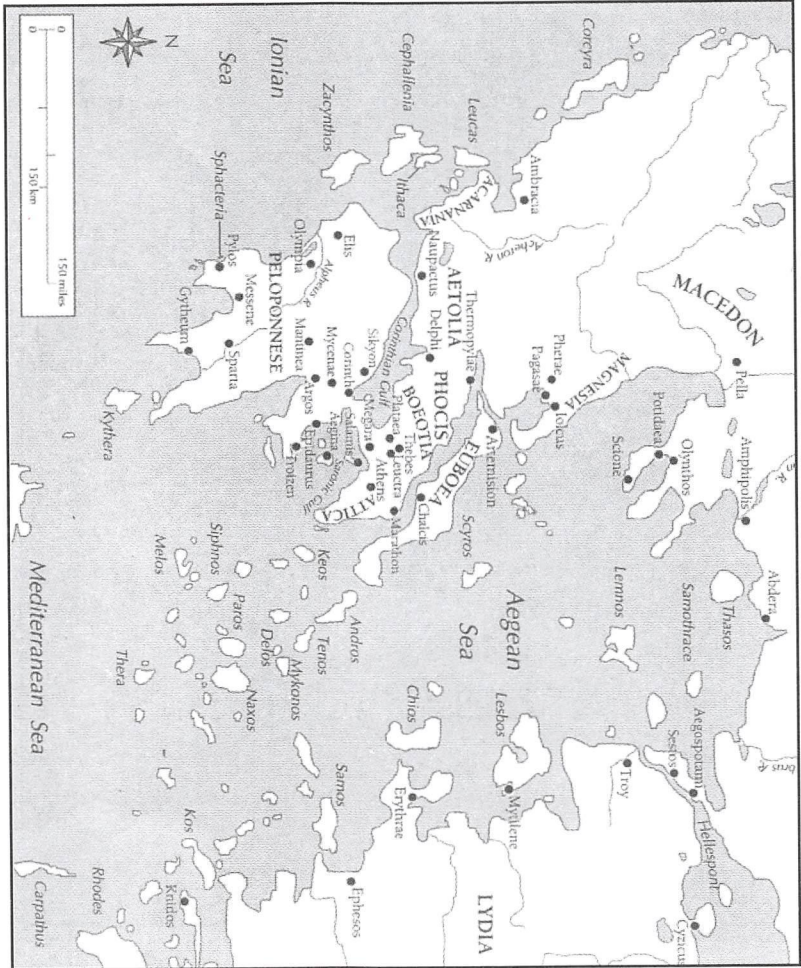 MACEDON
Pella
Amphipolis
Abdera
Thasos
Samothrace
Aegospotami
Sestos
Hellespont
Cyzicus
Olynthos
Potidaea
Scione
Lemnos
Troy
Corcyra
MAGNESIA
Pherae
Pagasae
Iolcus
Ambracia
Acheron R
Leucas
ACARNANIA
Aegean
Sea
Lesbos
Mytilene
LYDIA
Cephallenia
Ithaca
Naupactus
AETOLIA
Thermopylae
Artemision
Delphi
PHOCIS
BOEOTIA
EUBOEA
Scyros
Chalcis
Thebes
Plataea
Leuctra
Marathon
Athens
ATTICA
Chios
Erythrae
Ionian
Sea
Zacynthos
Elis
Olympia
Alpheus R
Corinthian Gulf
Sikyon
Corinth
Megara
Salamis
Mycenae
Aegina
Saronic Gulf
Mantinea
Argos
Epidaurus
Troizen
PELOPONNESE
Andros
Keos
Tenos
Mykonos
Delos
Samos
Ephesos
Sphacteria
Pylos
Messene
Sparta
Gytheum
Siphnos
Paros
Naxos
Melos
Thera
Kos
Knidos
Kythera
Rhodes
Carpathus
Mediterranean Sea
N
0
150 miles
0
150 km